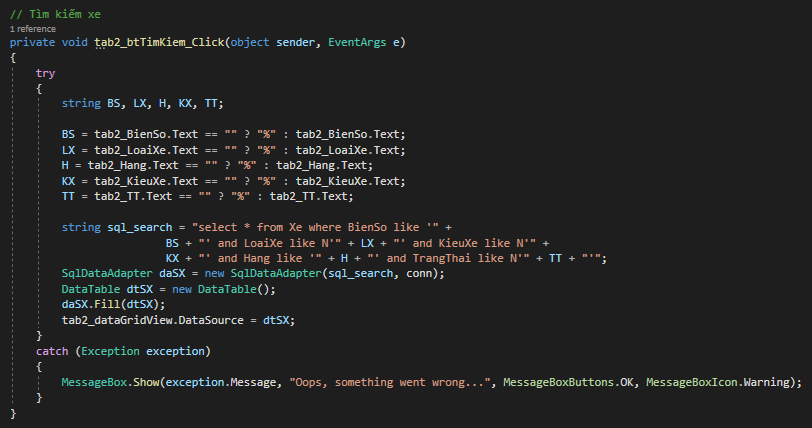 // Tìm kiếm xe
1 reference
private void tab2_btTimKiem_Click(object sender, EventArgs e)
{
try
{
string BS, LX, H, KX, TT;
BS = tab2_BienSo.Text == "" ? "%" : tab2_BienSo.Text;
LX = tab2_LoaiXe.Text == "" ? "%" : tab2_LoaiXe.Text;
H = tab2_Hang.Text == "" ? "%" : tab2_Hang.Text;
KX = tab2_KieuXe.Text == "" ? "%" : tab2_KieuXe.Text;
TT = tab2_TT.Text == "" ? "%" : tab2_TT.Text;
string sql_search = "select * from Xe where BienSo like '" +
BS + "' and LoaiXe like N'" + LX + "' and KieuXe like N'" +
KX + "' and Hang like '" + H + "' and TrangThai like N'" + TT + "'";
SqlDataAdapter daSX = new SqlDataAdapter(sql_search, conn);
DataTable dtSX = new DataTable();
daSX.Fill(dtSX);
tab2_dataGridView.DataSource = dtSX;
}
catch (Exception exception)
{
MessageBox.Show(exception.Message, "Oops, something went wrong...", MessageBoxButtons.OK, MessageBoxIcon.Warning);
}
}